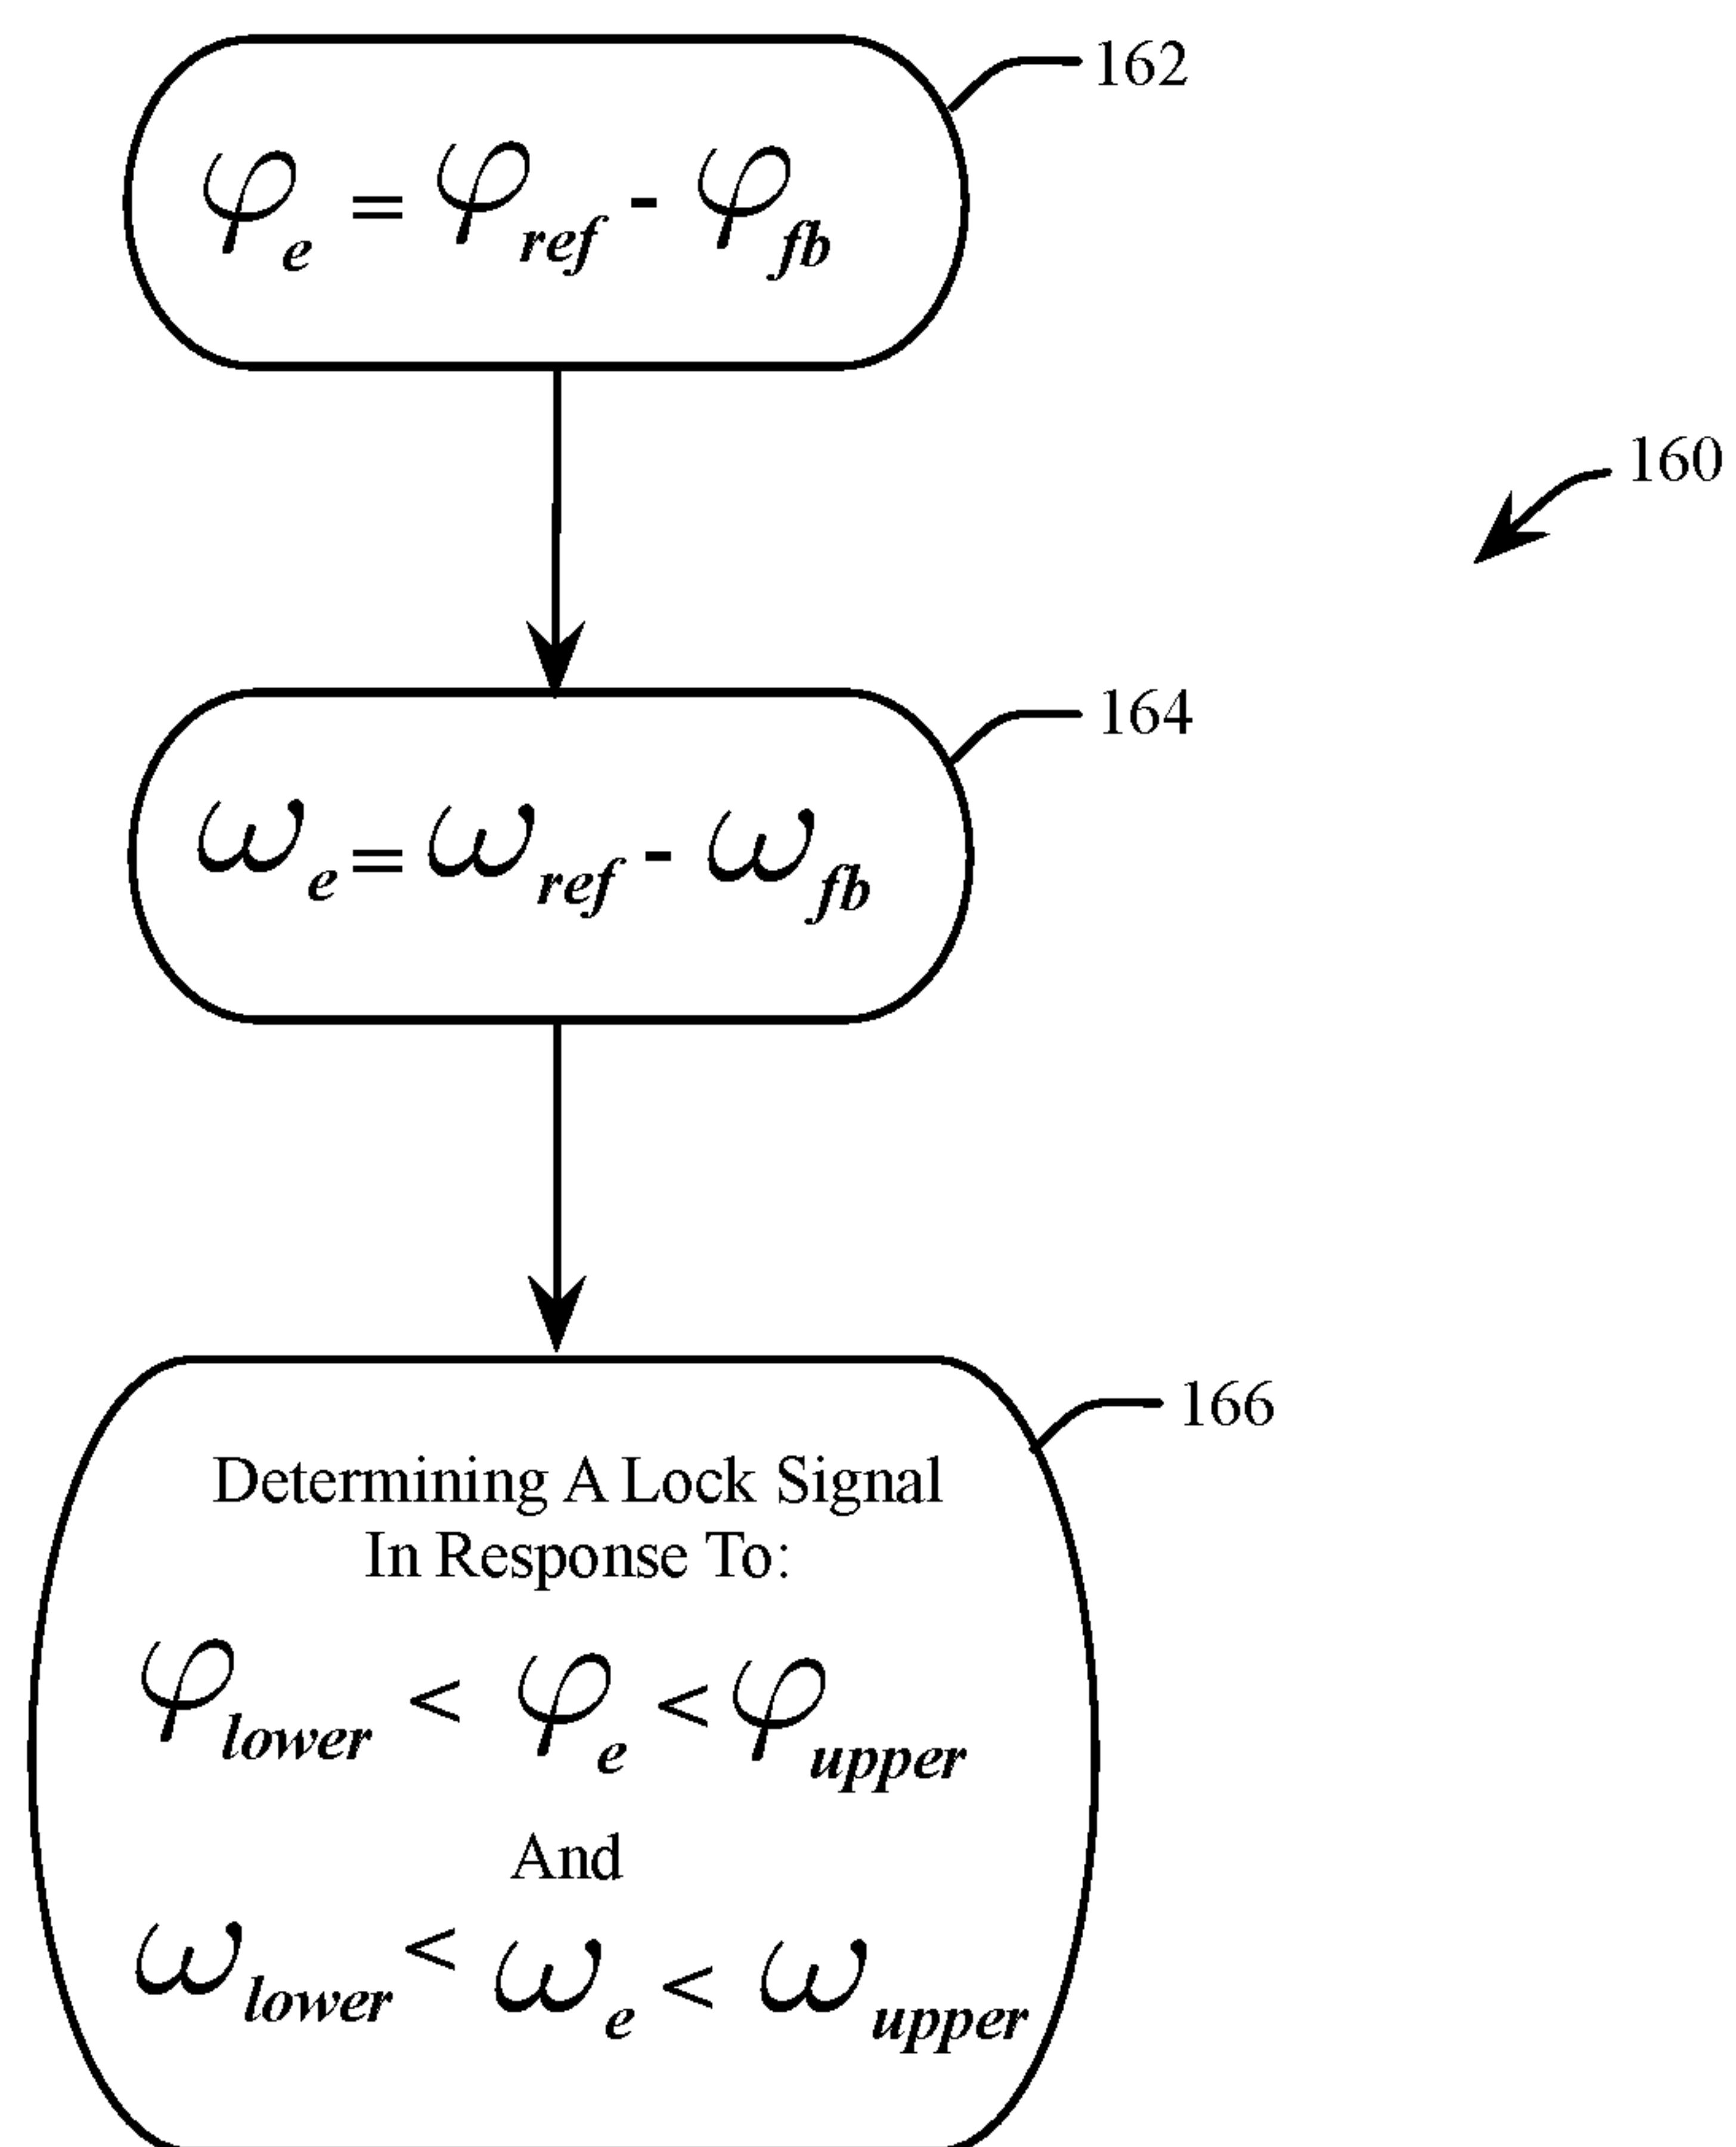 162
φe = φref - φfb
160
164
ωe = ωref - ωfb
166
Determining A Lock Signal
In Response To:
φlower < φe < φupper
And
ωlower < ωe < ωupper